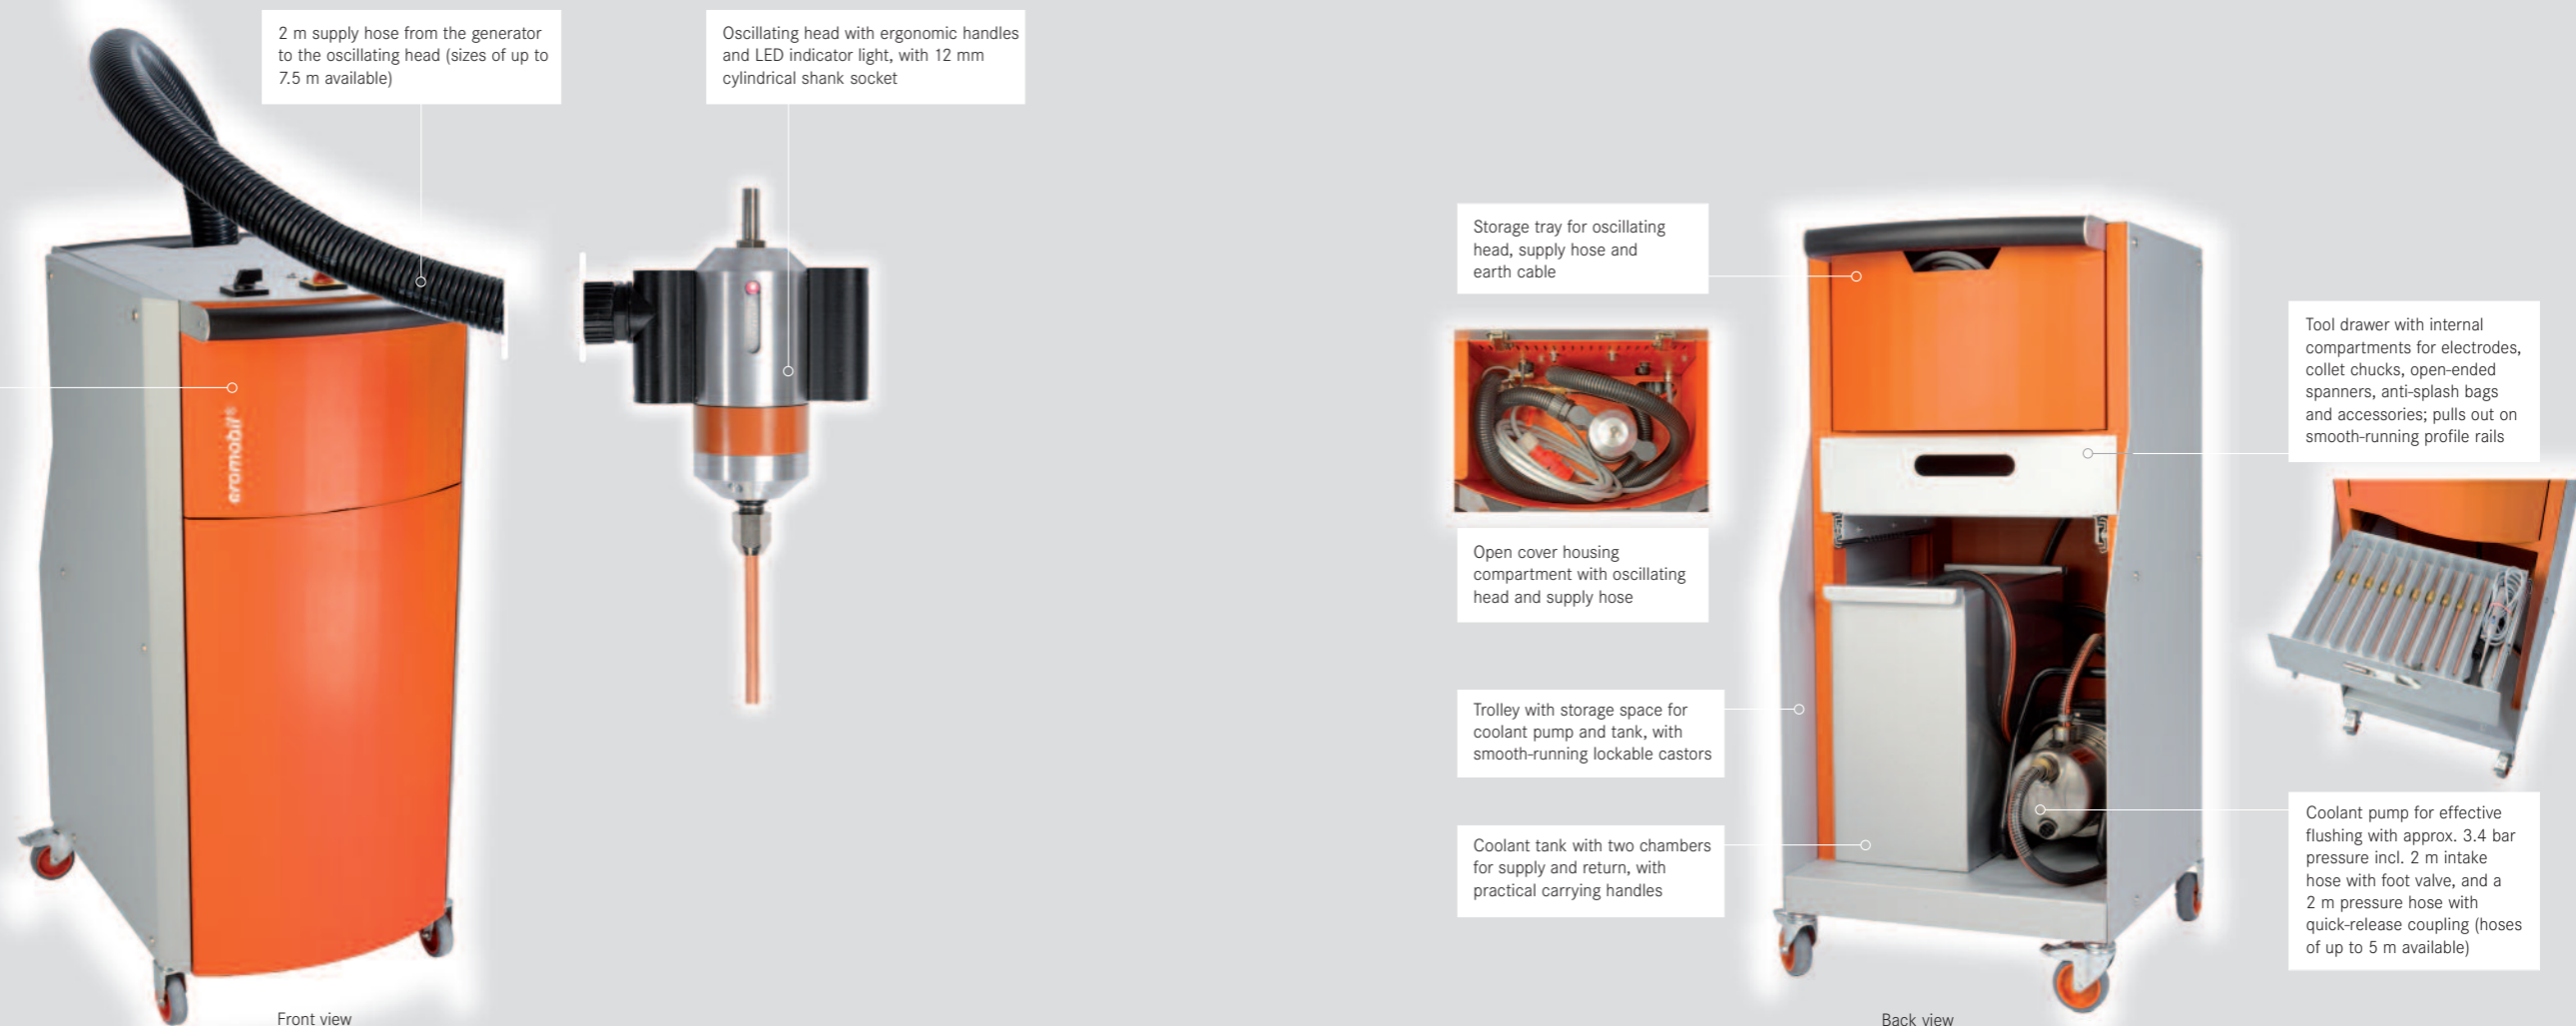 2 m supply hose from the generator
to the oscillating head (sizes of up to
7.5 m available)
Oscillating head with ergonomic handles
and LED indicator light, with 12 mm
cylindrical shank socket
eromobil®
Front view
Storage tray for oscillating
head, supply hose and
earth cable
Open cover housing
compartment with oscillating
head and supply hose
Trolley with storage space for
coolant pump and tank, with
smooth-running lockable castors
Coolant tank with two chambers
for supply and return, with
practical carrying handles
Tool drawer with internal
compartments for electrodes,
collet chucks, open-ended
spanners, anti-splash bags
and accessories; pulls out on
smooth-running profile rails
Coolant pump for effective
flushing with approx. 3.4 bar
pressure incl. 2 m intake
hose with foot valve, and a
2 m pressure hose with
quick-release coupling (hoses
of up to 5 m available)
Back view